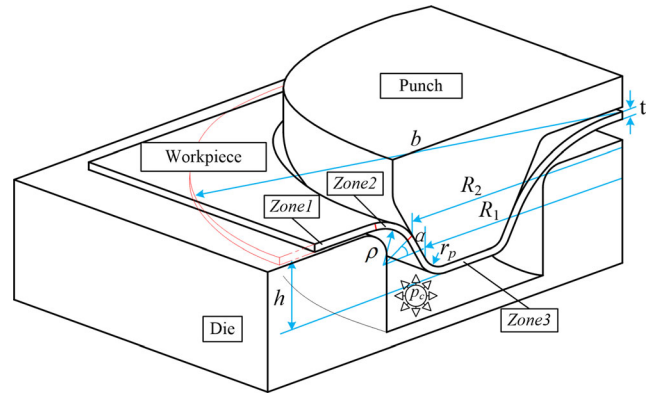 Punch
t
b
Workpiece
R2
Zone2
Zone1
R1
a
ρ
rp
h
pc
Die
Zone3